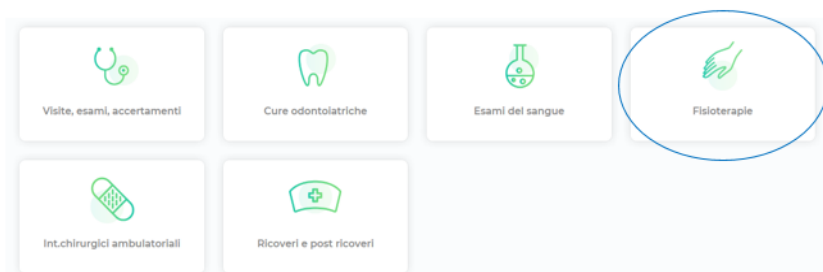 Visite, esami, accertamenti
Cure odontoiatriche
Esami del sangue
Fisioterapie
Int.chirurgici ambulatoriali
Ricoveri e post ricoveri